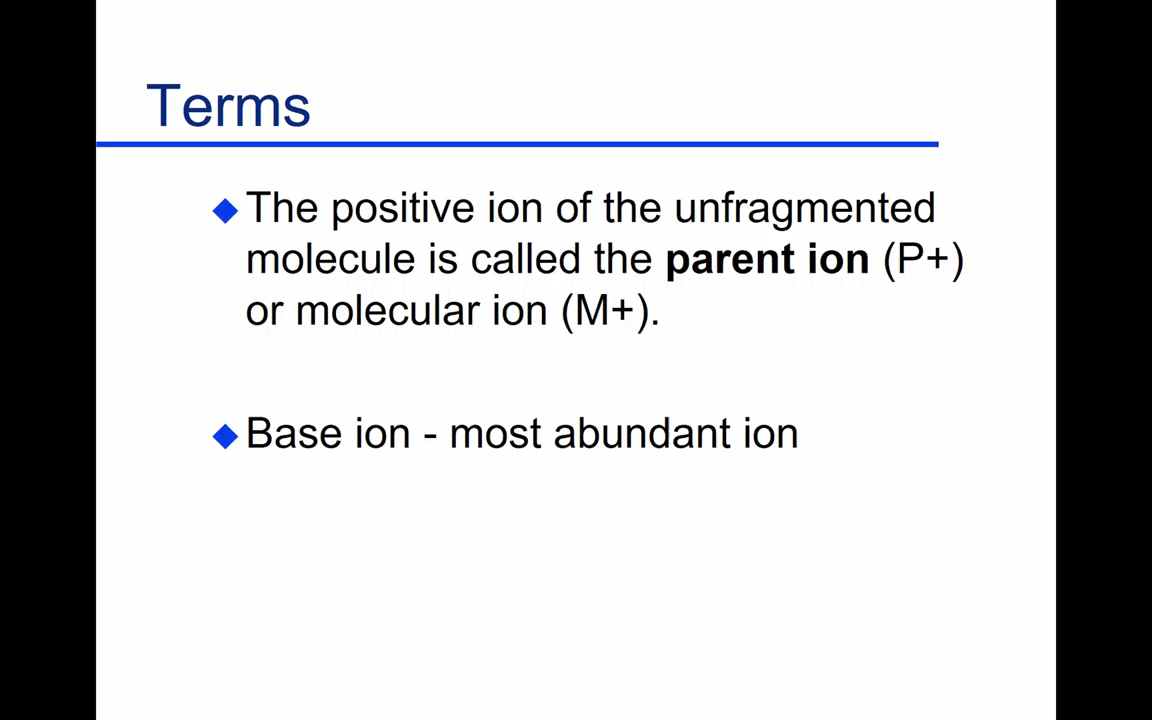 Terms
The positive ion of the unfragmented
molecule is called the parent ion (P+)
or molecular ion (M+).
Base ion - most abundant ion